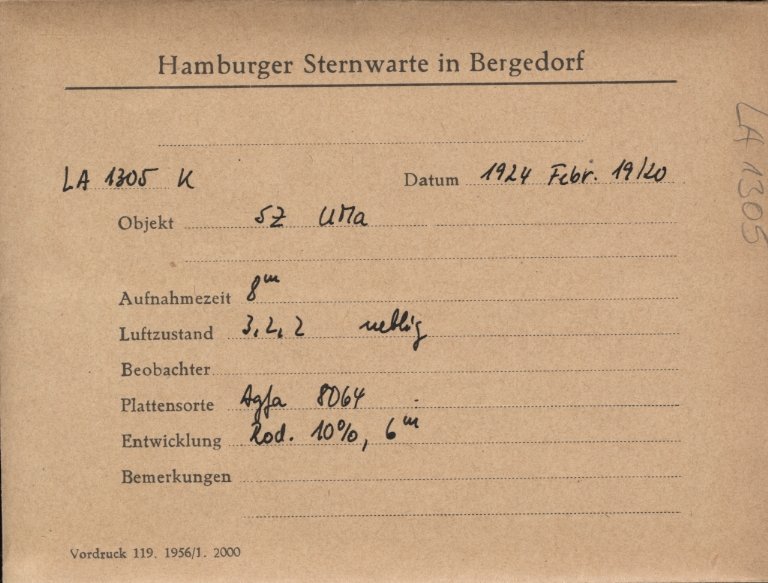 Hamburger Sternwarte in Bergedorf
LA 1305 K
Datum 1924 Febr. 19/20
Objekt SZ UMa
Aufnahmezeit 8m
Luftzustand 3, 2, 2 neblig
Beobachter
Plattensorte Agfa 8064
Entwicklung Rod. 10%, 6m
Bemerkungen
Vordruck 119. 1956/1. 2000
LA 1305